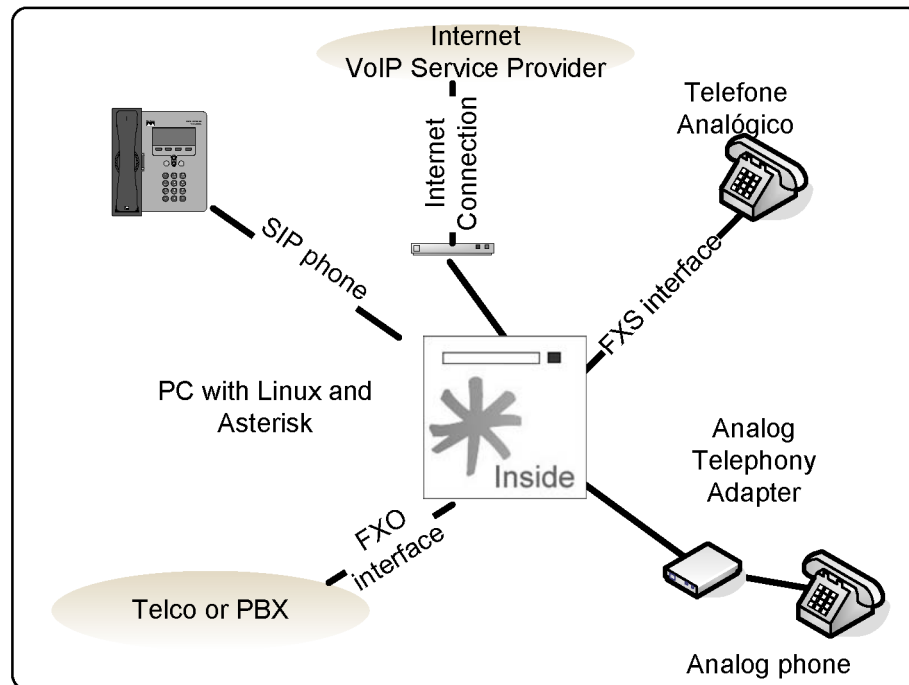 Internet
VoIP Service Provider
Internet
Connection
Telefone
Analógico
SIP phone
FXS interface
PC with Linux and
Asterisk
Inside
Analog
Telephony
Adapter
FXO
interface
Telco or PBX
Analog phone